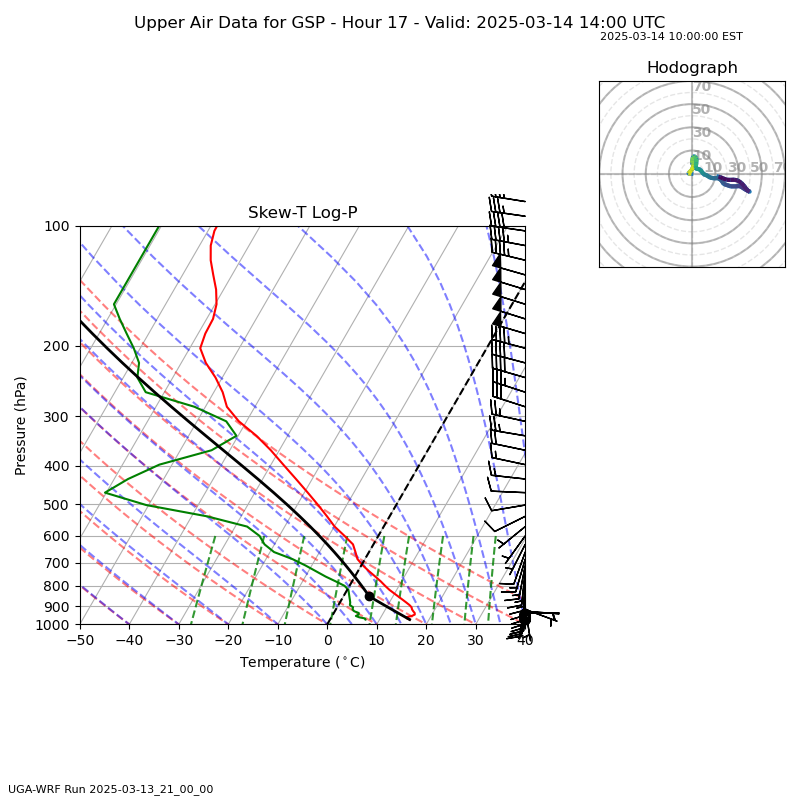 Upper Air Data for GSP - Hour 17 - Valid: 2025-03-14 14:00 UTC
2025-03-14 10:00:00 EST
Hodograph
70
50
30
10
10 30 50 70
Skew-T Log-P
100
200
300
400
500
600
700
800
900
1000
Pressure (hPa)
−50 −40 −30 −20 −10 0 10 20 30 40
Temperature (°C)
UGA-WRF Run 2025-03-13_21_00_00